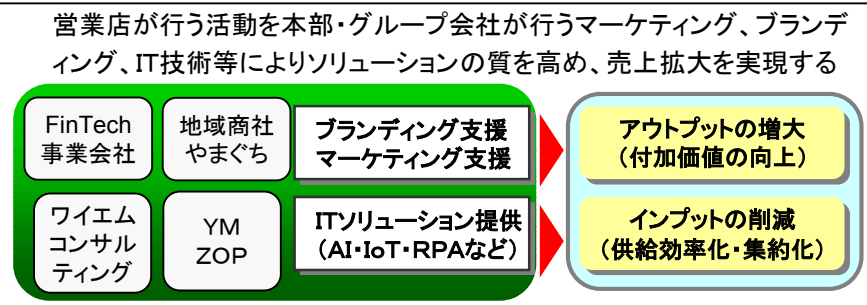 営業店が行う活動を本部・グループ会社が行うマーケティング、ブランデ
ィング、IT技術等によりソリューションの質を高め、売上拡大を実現する
FinTech
事業会社
地域商社
やまぐち
ブランディング支援
マーケティング支援
アウトプットの増大
（付加価値の向上）
ワイエム
コンサル
ティング
YM
ZOP
ITソリューション提供
（AI・IoT・RPAなど）
インプットの削減
（供給効率化・集約化）